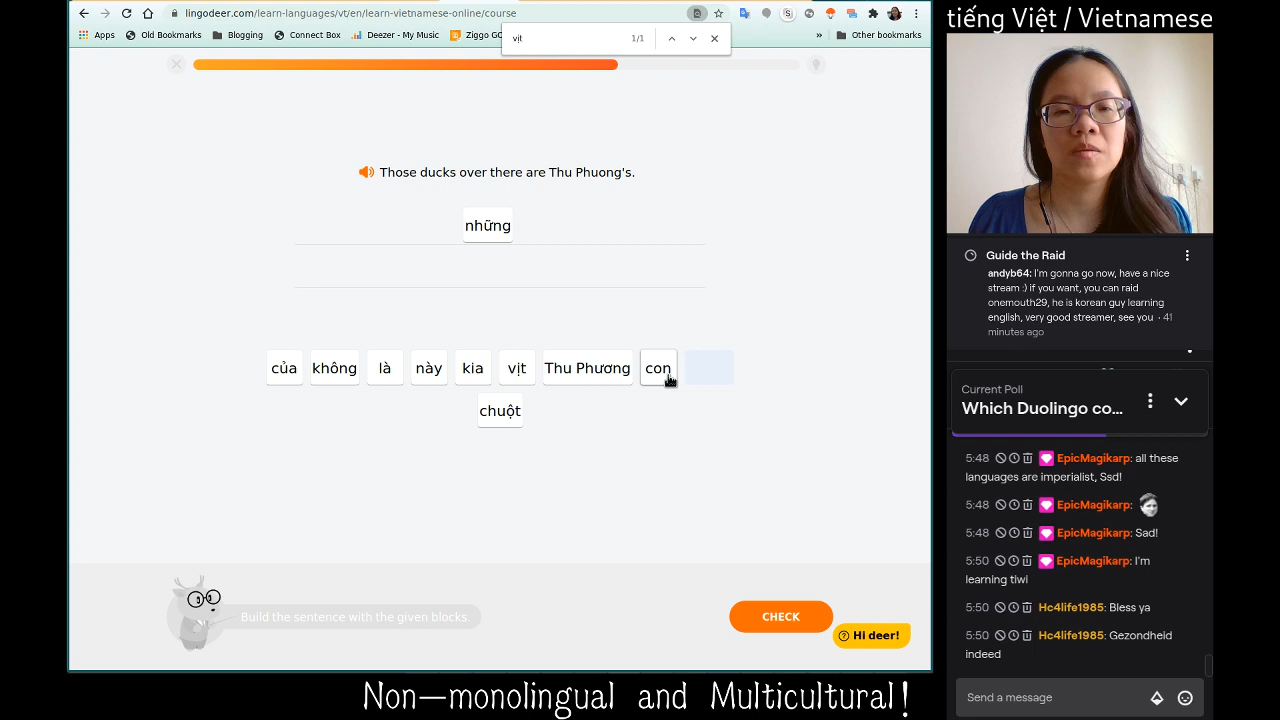 lingodeer.com/learn-languages/vt/en/learn-vietnamese-online/course
Apps Old Bookmarks Blogging Connect Box Deezer - My Music Ziggo GO » Other bookmarks
vịt 1/1
Those ducks over there are Thu Phuong's.
những
của không là này kia vịt Thu Phương con
chuột
Build the sentence with the given blocks.
CHECK
Hi deer!
tiếng Việt / Vietnamese
Guide the Raid
andyb64: I'm gonna go now, have a nice
stream :) if you want, you can raid
onemouth29, he is korean guy learning
english, very good streamer, see you · 41
minutes ago
Current Poll
Which Duolingo co...
5:48 EpicMagikarp: all these
languages are imperialist, Ssd!
5:48 EpicMagikarp:
5:48 EpicMagikarp: Sad!
5:50 EpicMagikarp: I'm
learning tiwi
5:50 Hc4life1985: Bless ya
5:50 Hc4life1985: Gezondheid
indeed
Send a message
Non-monolingual and Multicultural!